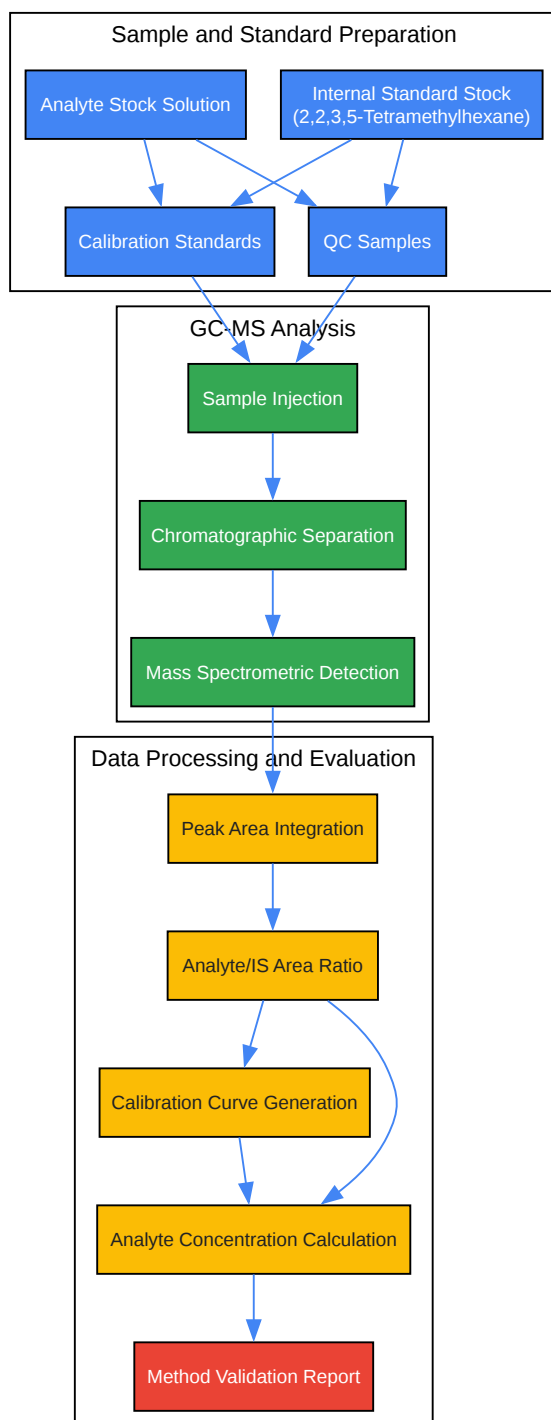 Sample and Standard Preparation
Analyte Stock Solution
Internal Standard Stock
(2,2,3,5-Tetramethylhexane)
Calibration Standards
QC Samples
GC-MS Analysis
Sample Injection
Chromatographic Separation
Mass Spectrometric Detection
Data Processing and Evaluation
Peak Area Integration
Analyte/IS Area Ratio
Calibration Curve Generation
Analyte Concentration Calculation
Method Validation Report